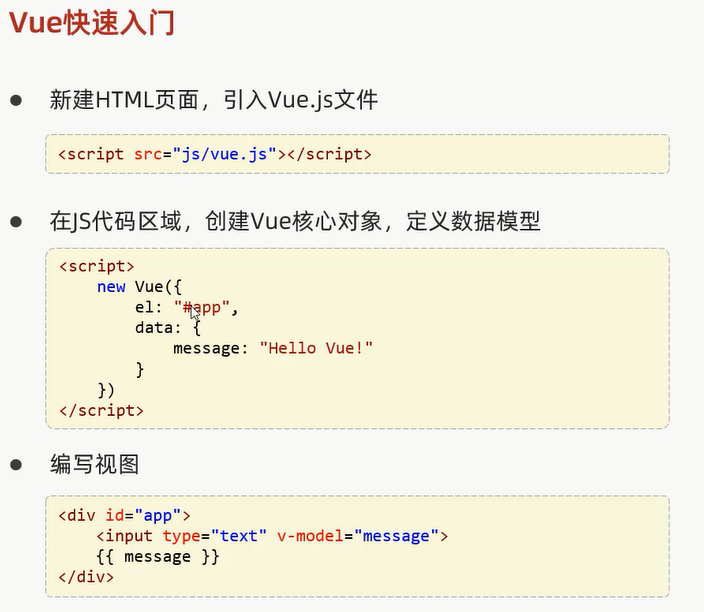 Vue快速入门
● 新建HTML页面，引入Vue.js文件
<script src="js/vue.js"></script>
● 在JS代码区域，创建Vue核心对象，定义数据模型
<script>
    new Vue({
        el: "#app",
        data: {
            message: "Hello Vue!"
        }
    })
</script>
● 编写视图
<div id="app">
    <input type="text" v-model="message">
    {{ message }}
</div>